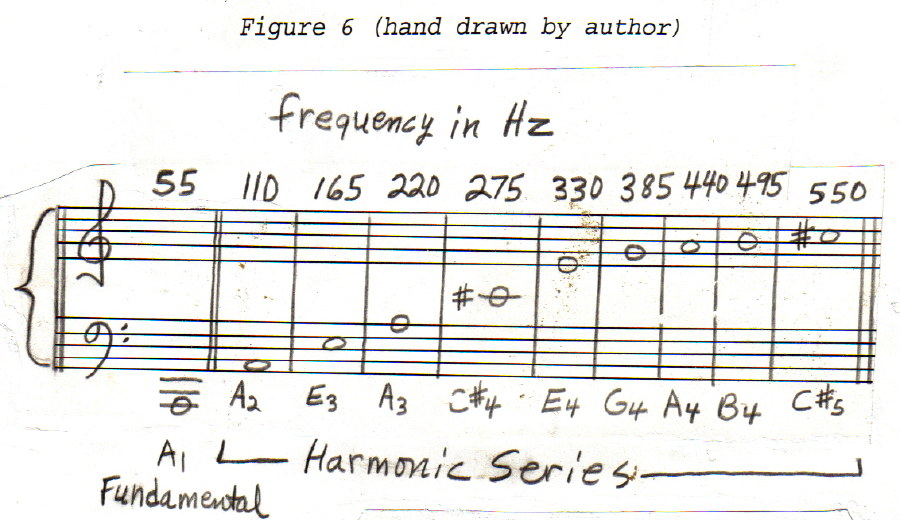 Figure 6 (hand drawn by author)
frequency in Hz
55 110 165 220 275 330 385 440 495 550
# #
A2 E3 A3 C#4 E4 G4 A4 B4 C#5
A1 Harmonic Series
Fundamental